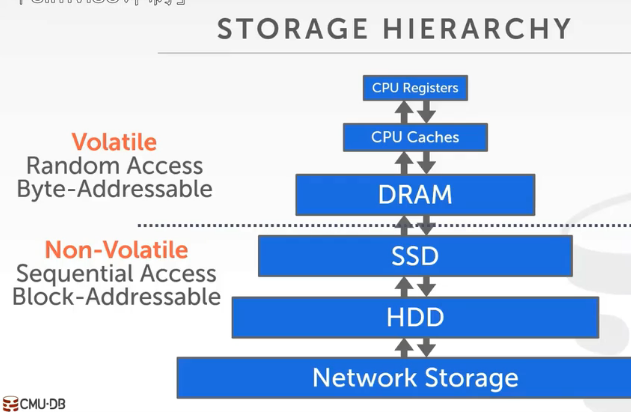 STORAGE HIERARCHY
CPU Registers
CPU Caches
DRAM
Volatile
Random Access
Byte-Addressable
SSD
HDD
Network Storage
Non-Volatile
Sequential Access
Block-Addressable
CMU·DB